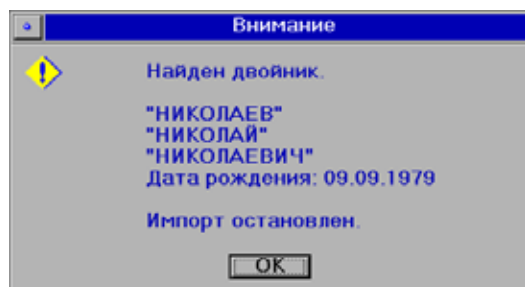 Внимание
Найден двойник.
"НИКОЛАЕВ"
"НИКОЛАЙ"
"НИКОЛАЕВИЧ"
Дата рождения: 09.09.1979
Импорт остановлен.
OK